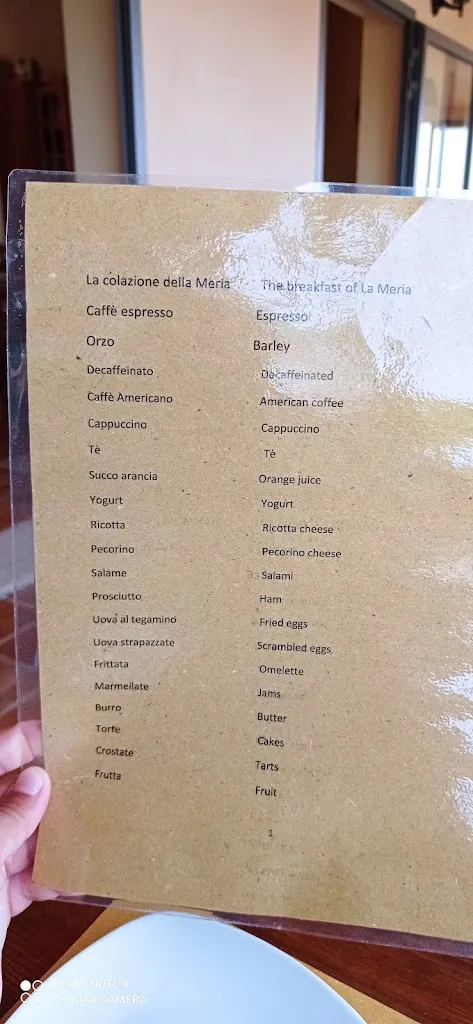 La colazione della Meria The breakfast of La Meria
Caffè espresso Espresso
Orzo Barley
Decaffeinato Decaffeinated
Caffè Americano American coffee
Cappuccino Cappuccino
Tè Tè
Succo arancia Orange juice
Yogurt Yogurt
Ricotta Ricotta cheese
Pecorino Pecorino cheese
Salame Salami
Prosciutto Ham
Uova al tegamino Fried eggs
Uova strapazzate Scrambled eggs
Frittata Omelette
Marmellate Jams
Burro Butter
Torte Cakes
Crostate Tarts
Frutta Fruit
1
CAMERA